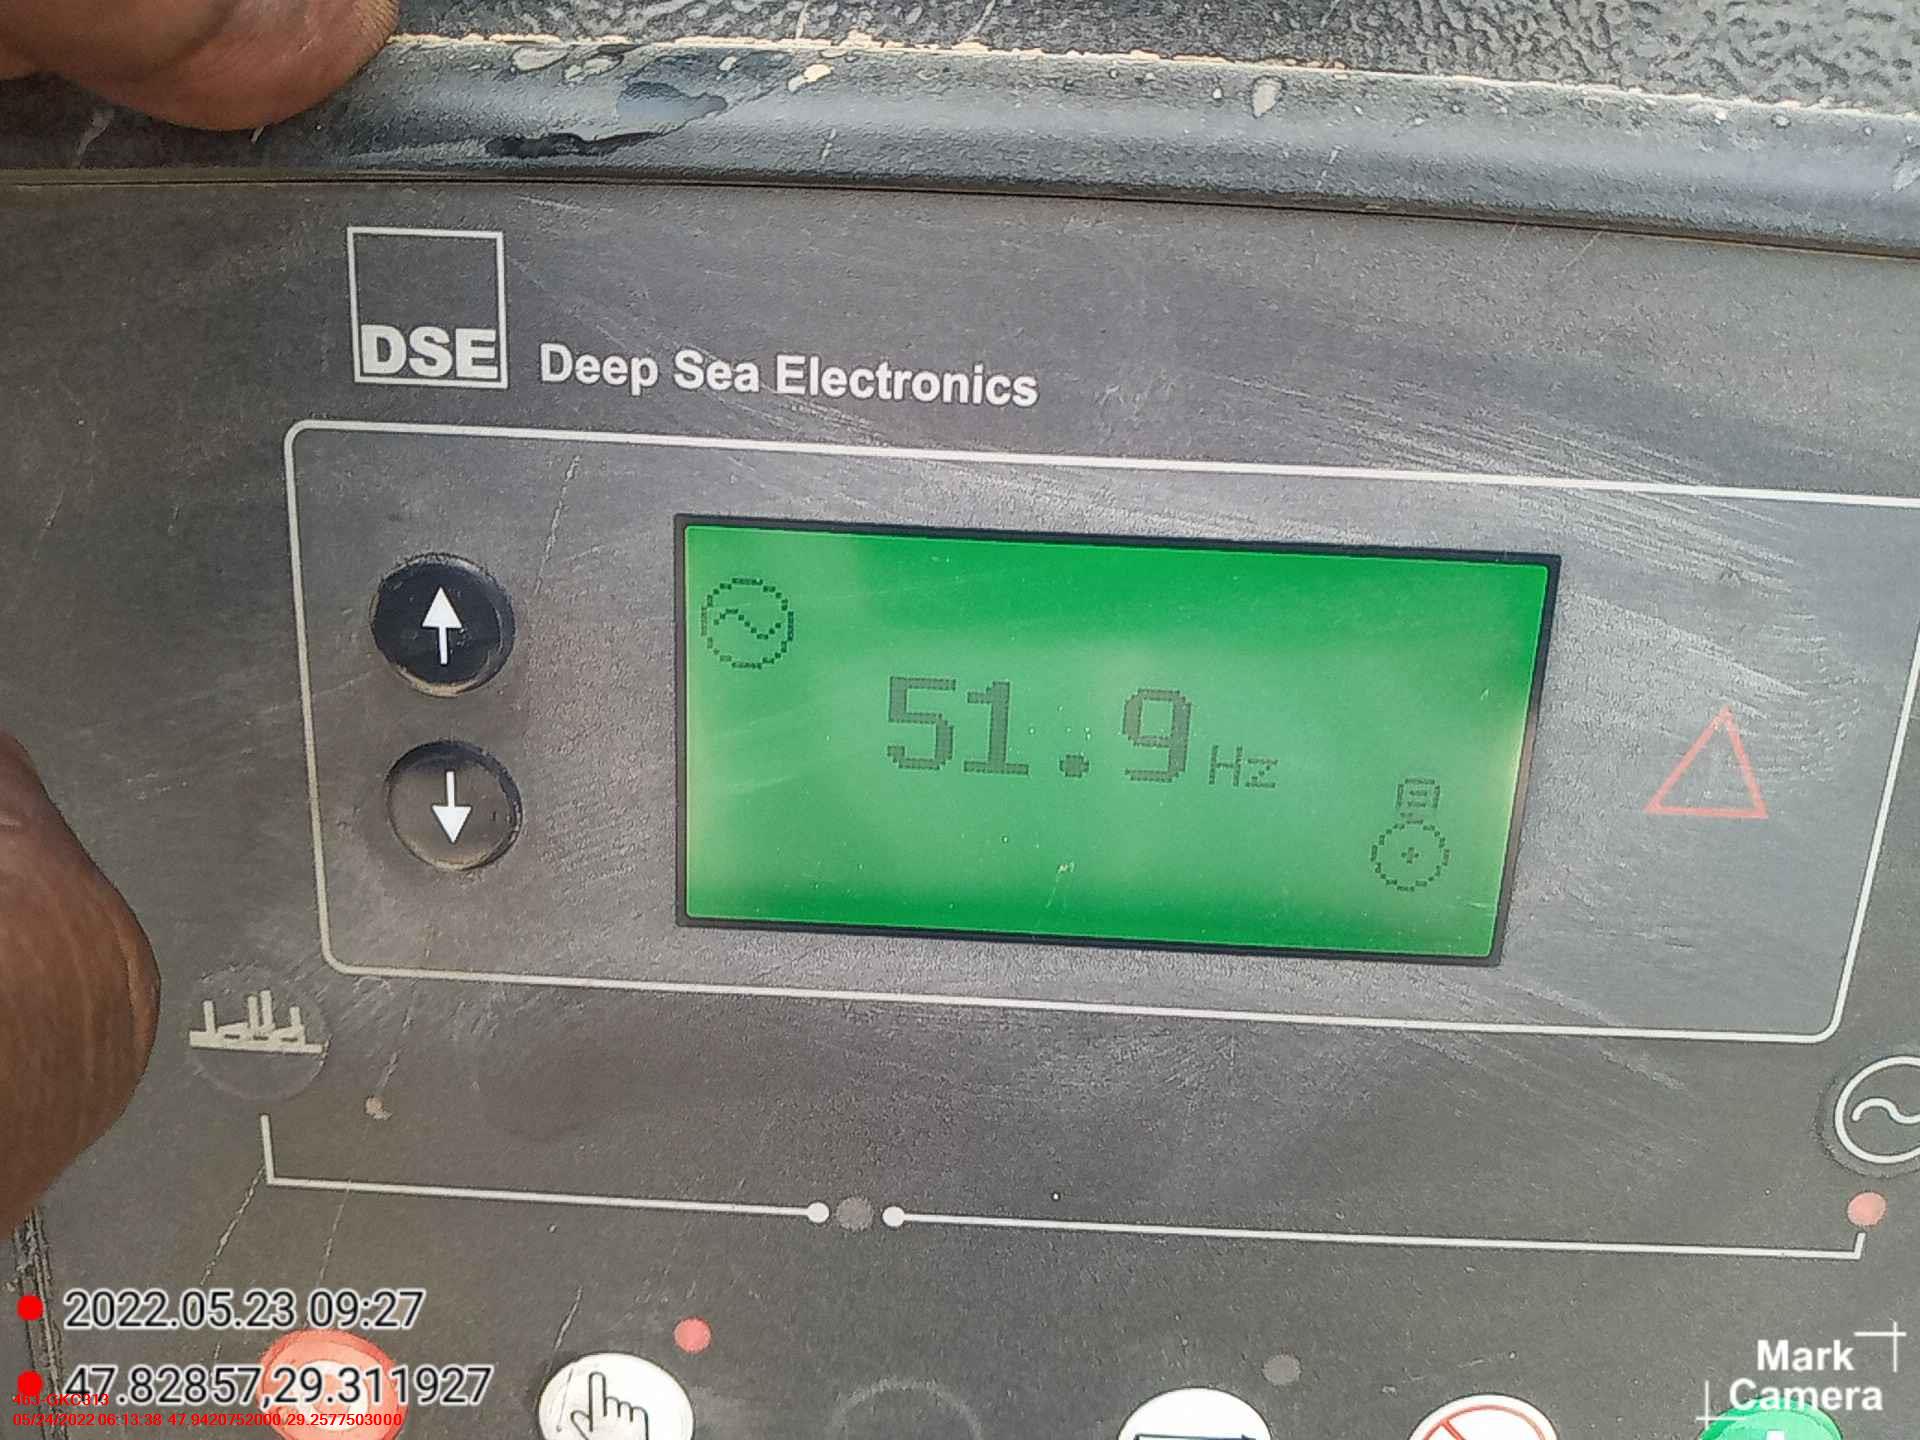 DSE Deep Sea Electronics
51.9 Hz
2022.05.23 09:27
47.82857,29.311927
05/24/2022 06:13:38 47.9420752000 29.2577503000
Mark
Camera